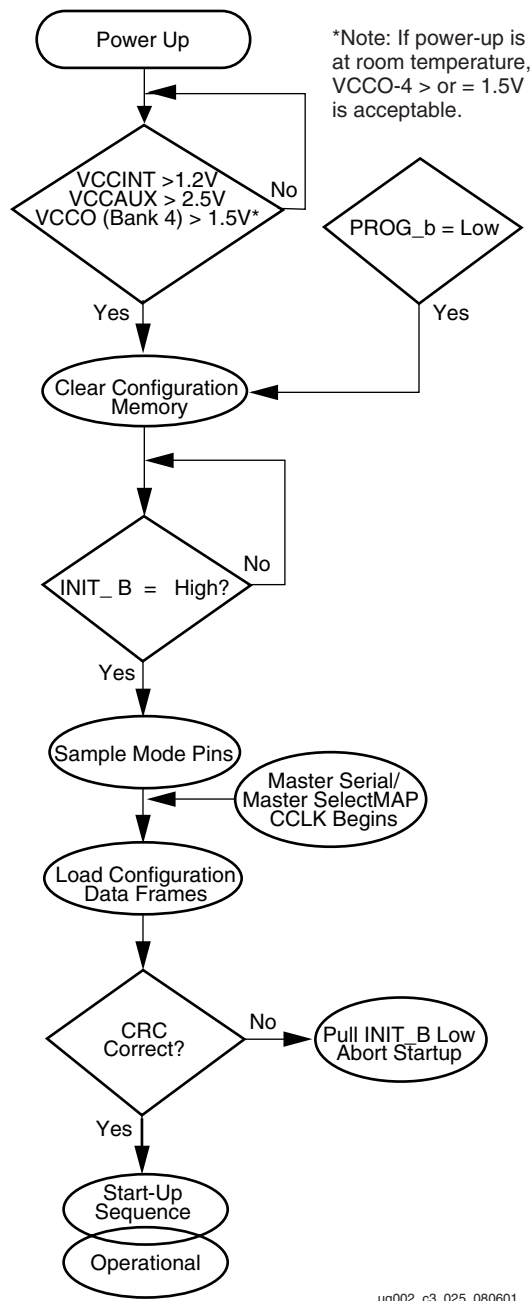 Power Up
*Note: If power-up is
at room temperature,
VCCO-4 > or = 1.5V
is acceptable.
VCCINT >1.2V
VCCAUX > 2.5V
VCCO (Bank 4) > 1.5V*
No
PROG_b = Low
Yes
Yes
Clear Configuration
Memory
No
INIT_ B = High?
Yes
Sample Mode Pins
Master Serial/
Master SelectMAP
CCLK Begins
Load Configuration
Data Frames
CRC
Correct?
No
Pull INIT_B Low
Abort Startup
Yes
Start-Up
Sequence
Operational
ug002_c3_025_080601